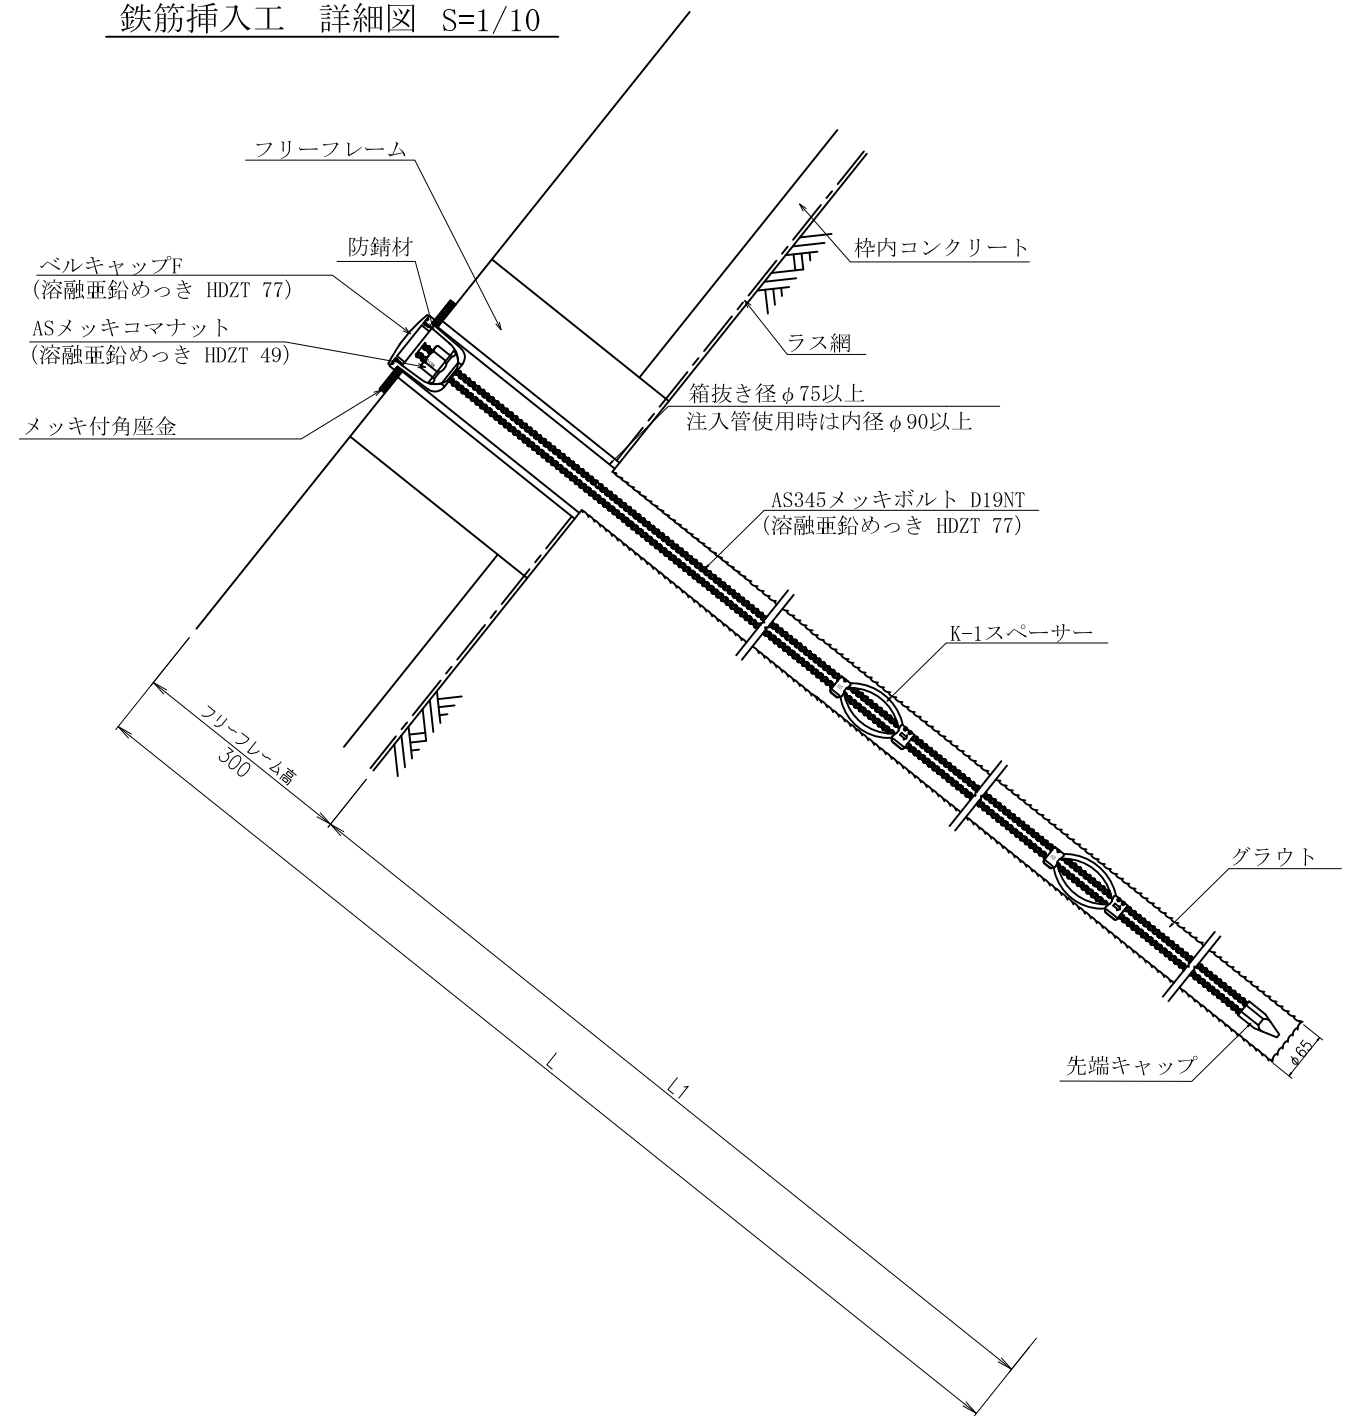 鉄筋挿入工　詳細図 S=1/10
フリーフレーム
防錆材
枠内コンクリート
ベルキャップF
(溶融亜鉛めっき HDZT 77)
ASメッキコマナット
(溶融亜鉛めっき HDZT 49)
ラス網
箱抜き径φ75以上
注入管使用時は内径φ90以上
メッキ付角座金
AS345メッキボルト D19NT
(溶融亜鉛めっき HDZT 77)
K-1スペーサー
フリーフレーム高
300
グラウト
先端キャップ
φ65
L
L1